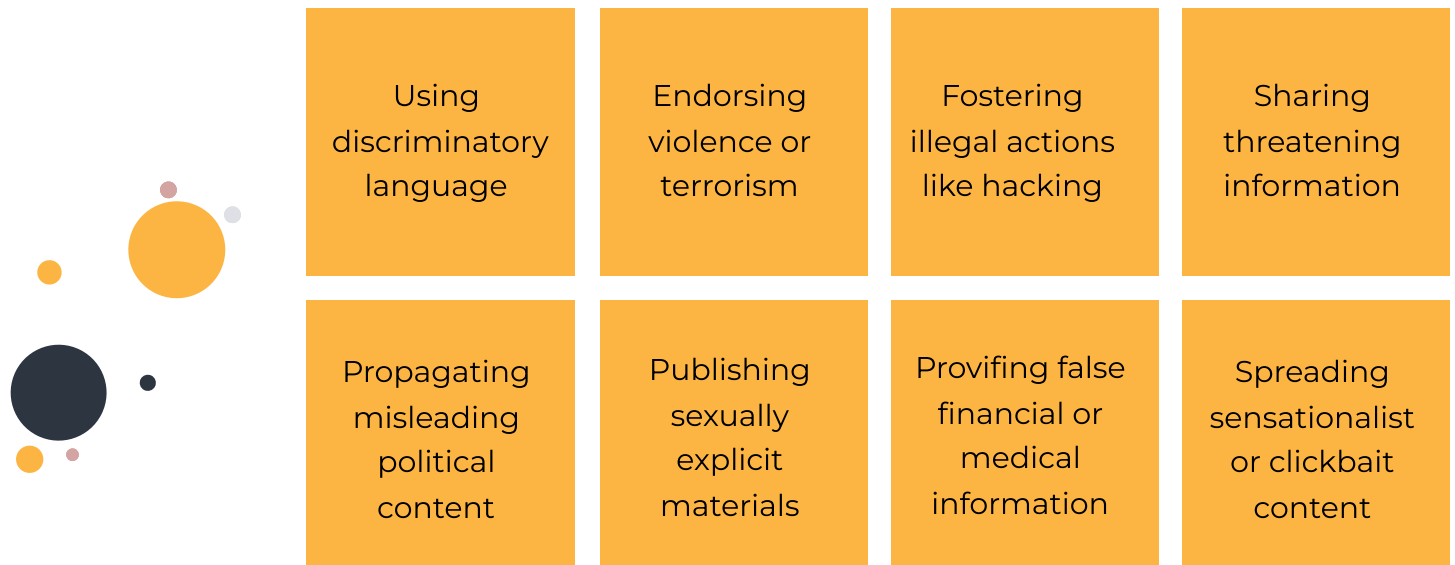 Using
discriminatory
language
Endorsing
violence or
terrorism
Fostering
illegal actions
like hacking
Sharing
threatening
information
Propagating
misleading
political
content
Publishing
sexually
explicit
materials
Provifing false
financial or
medical
information
Spreading
sensationalist
or clickbait
content